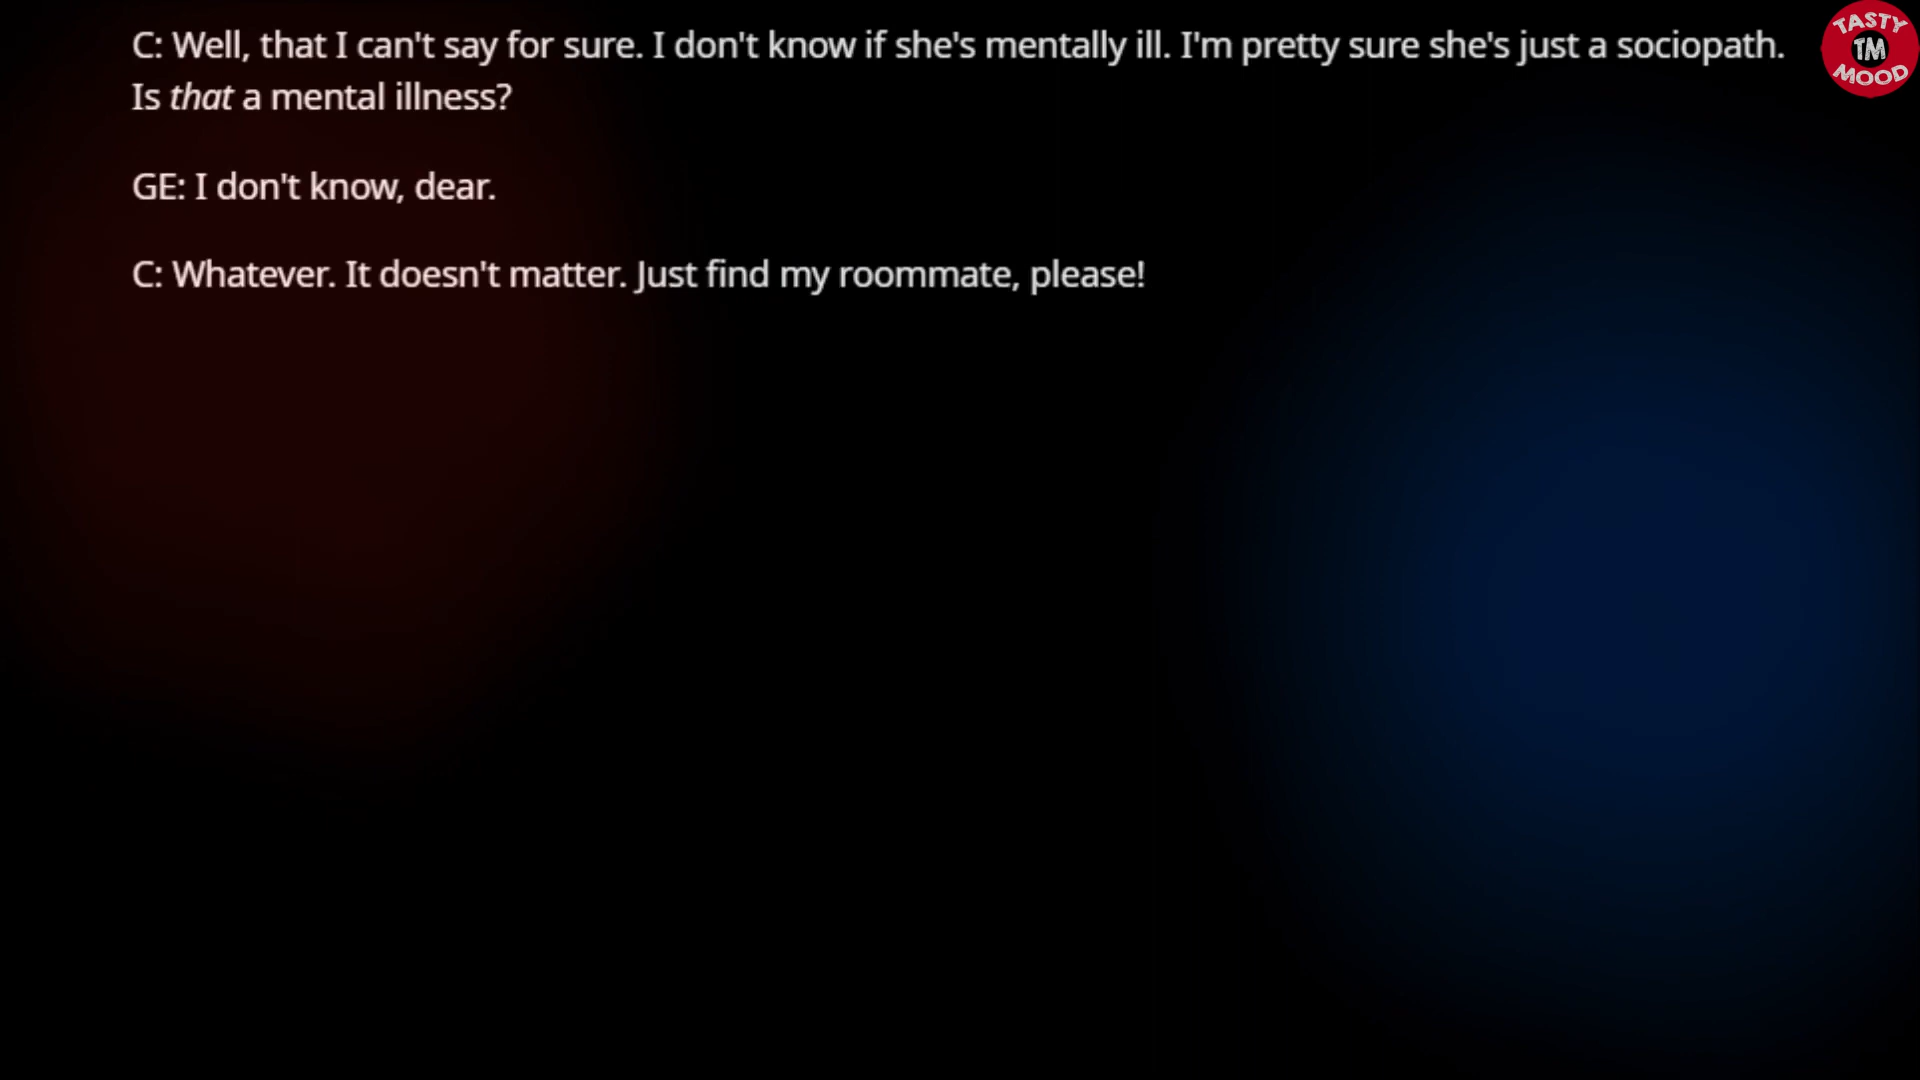 C: Well, that I can't say for sure. I don't know if she's mentally ill. I'm pretty sure she's just a sociopath.
Is that a mental illness?
GE: I don't know, dear.
C: Whatever. It doesn't matter. Just find my roommate, please!
TASTY
TM
MOOD